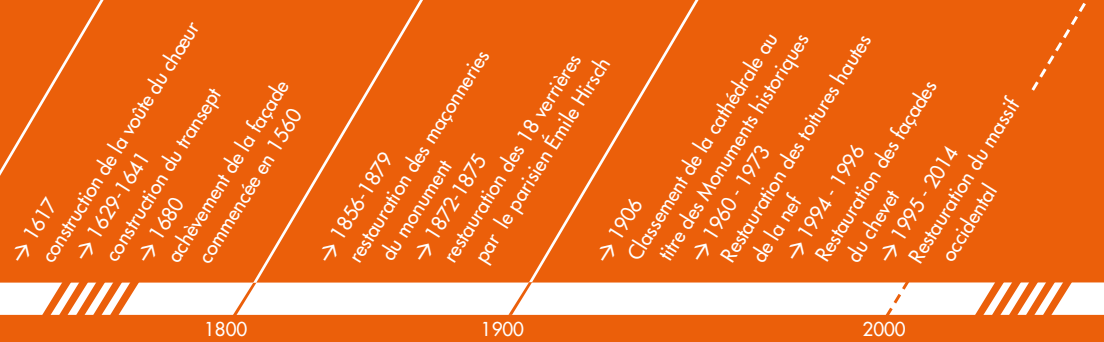 → 1617
construction de la voûte du chœur
→ 1629-1641
construction du transept
→ 1680
achèvement de la façade
commencée en 1560
→ 1856-1879
restauration des maçonneries
du monument
→ 1872-1875
restauration des 18 verrières
par le parisien Émile Hirsch
→ 1906
Classement de la cathédrale au
titre des Monuments historiques
→ 1960 - 1973
Restauration des toitures hautes
de la nef
→ 1994 - 1996
Restauration des façades
du chevet
→ 1995 - 2014
Restauration du massif
occidental
1800
1900
2000